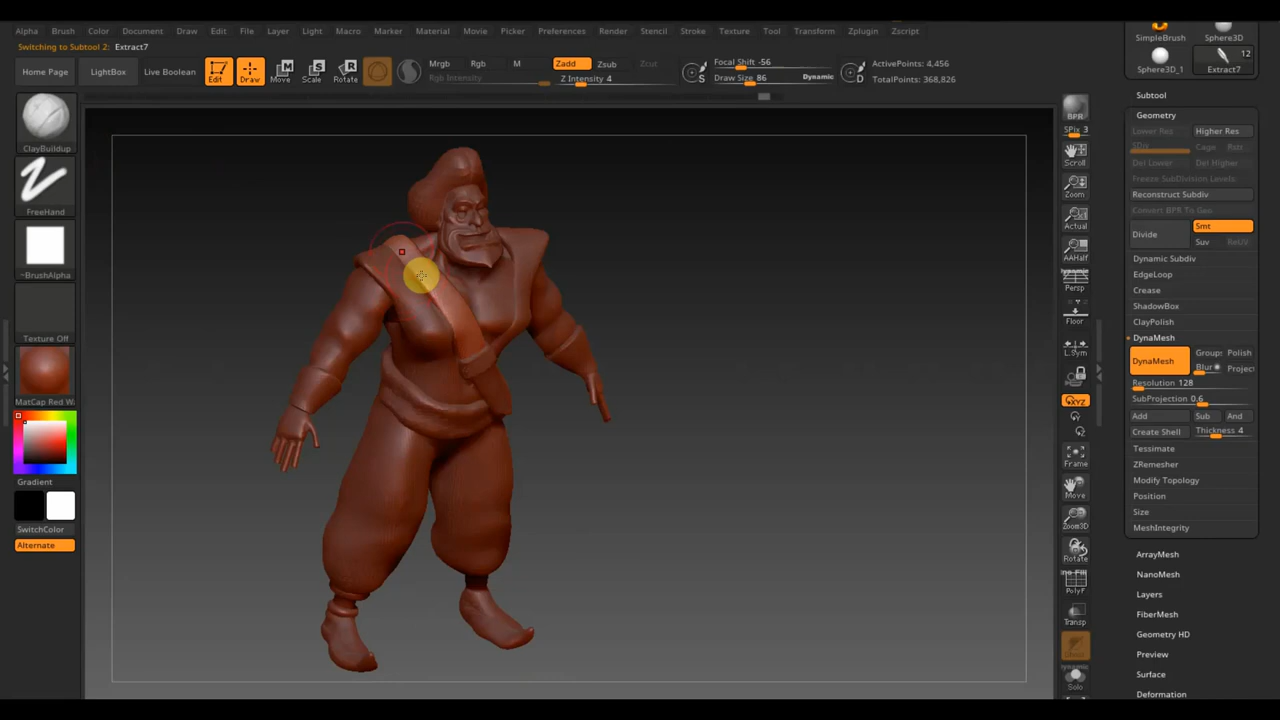 Alpha Brush Color Document Draw Edit File Layer Light Macro Marker Material Movie Picker Preferences Render Stencil Stroke Texture Tool Transform Zplugin Zscript
Switching to Subtool 2: Extract7
Home Page
LightBox
Live Boolean
Edit
Draw
Move
Scale
Rotate
Mrgb Rgb M
Rgb Intensity
Zadd Zsub Zcut
Z Intensity 4
S
Focal Shift -56
Draw Size 86 Dynamic
D
ActivePoints: 4,456
TotalPoints: 368,826
ClayBuildup
FreeHand
~BrushAlpha
Texture Off
MatCap Red Wa
Gradient
SwitchColor
Alternate
BPR
SPix 3
Scroll
Zoom
Actual
AAHalf
Dynamic
Persp
Floor
L.Sym
XYZ
Frame
Move
Zoom3D
Rotate
PolyF
Transp
Ghost
Dynamic
Solo
SimpleBrush Sphere3D
12
Sphere3D_1 Extract7
Subtool
Geometry
Lower Res Higher Res
SDiv Cage Rstr
Del Lower Del Higher
Freeze SubDivision Levels
Reconstruct Subdiv
Convert BPR To Geo
Divide Smt
Suv ReUV
Dynamic Subdiv
EdgeLoop
Crease
ShadowBox
ClayPolish
DynaMesh
DynaMesh Groups Polish
Blur Project
Resolution 128
SubProjection 0.6
Add Sub And
Create Shell Thickness 4
Tessimate
ZRemesher
Modify Topology
Position
Size
MeshIntegrity
ArrayMesh
NanoMesh
Layers
FiberMesh
Geometry HD
Preview
Surface
Deformation